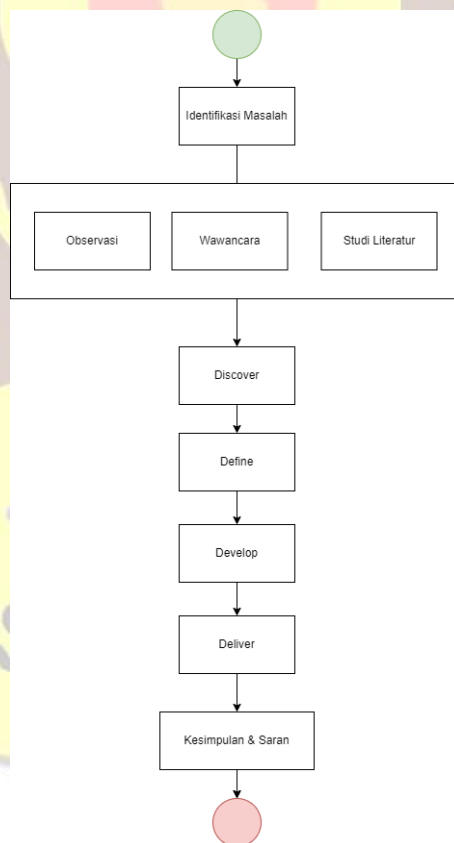 Identifikasi Masalah
Observasi
Wawancara
Studi Literatur
Discover
Define
Develop
Deliver
Kesimpulan & Saran